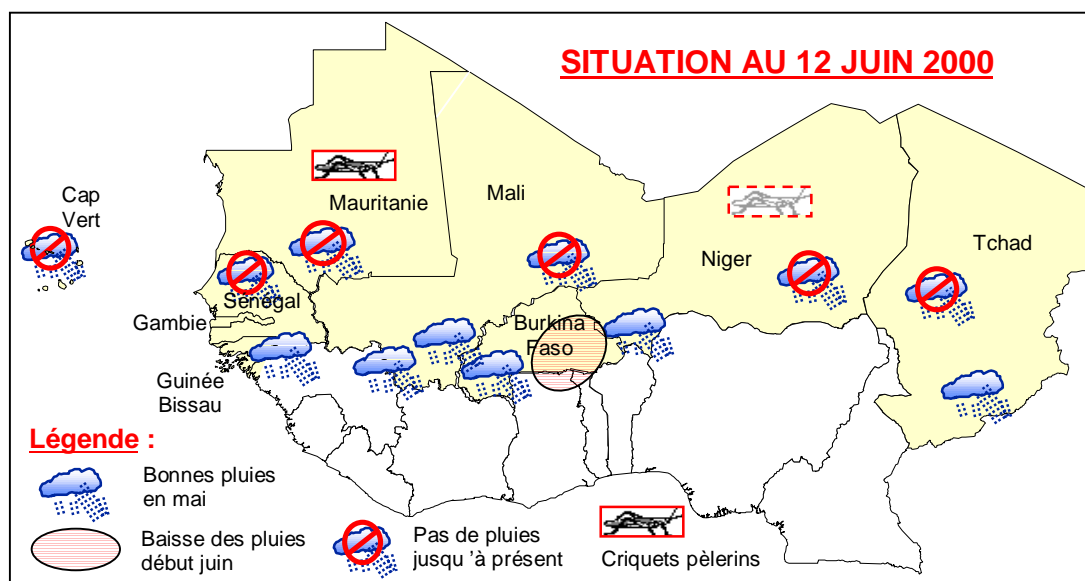 SITUATION AU 12 JUIN 2000
Cap
Vert
Mauritanie
Mali
Niger
Tchad
Sénégal
Gambie
Burkina
Faso
Guinée
Bissau
Légende :
Bonnes pluies
en mai
Baisse des pluies
début juin
Pas de pluies
jusqu 'à présent
Criquets pèlerins